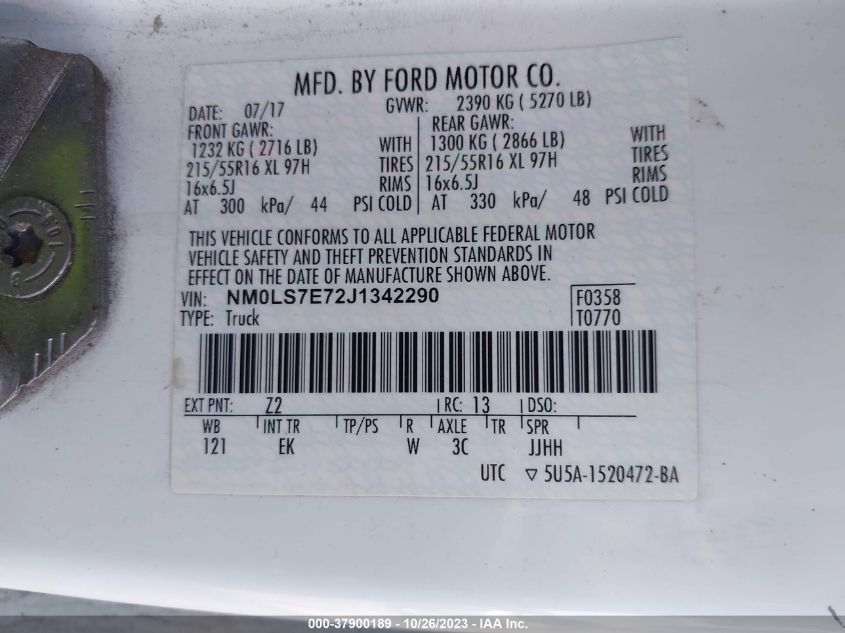 MFD. BY FORD MOTOR CO.
DATE: 07/17 GVWR: 2390 KG ( 5270 LB)
FRONT GAWR: REAR GAWR:
1232 KG ( 2716 LB) WITH 1300 KG ( 2866 LB) WITH
215/55R16 XL 97H TIRES 215/55R16 XL 97H TIRES
16x6.5J RIMS 16x6.5J RIMS
AT 300 kPa/ 44 PSI COLD AT 330 kPa/ 48 PSI COLD
THIS VEHICLE CONFORMS TO ALL APPLICABLE FEDERAL MOTOR
VEHICLE SAFETY AND THEFT PREVENTION STANDARDS IN
EFFECT ON THE DATE OF MANUFACTURE SHOWN ABOVE.
VIN: NM0LS7E72J1342290 F0358
TYPE: Truck T0770
EXT PNT: Z2 RC: 13 DSO:
WB INT TR TP/PS R AXLE TR SPR
121 EK W 3C JJHH
UTC ▽ 5U5A-1520472-BA
000-37900189 - 10/26/2023 - IAA Inc.